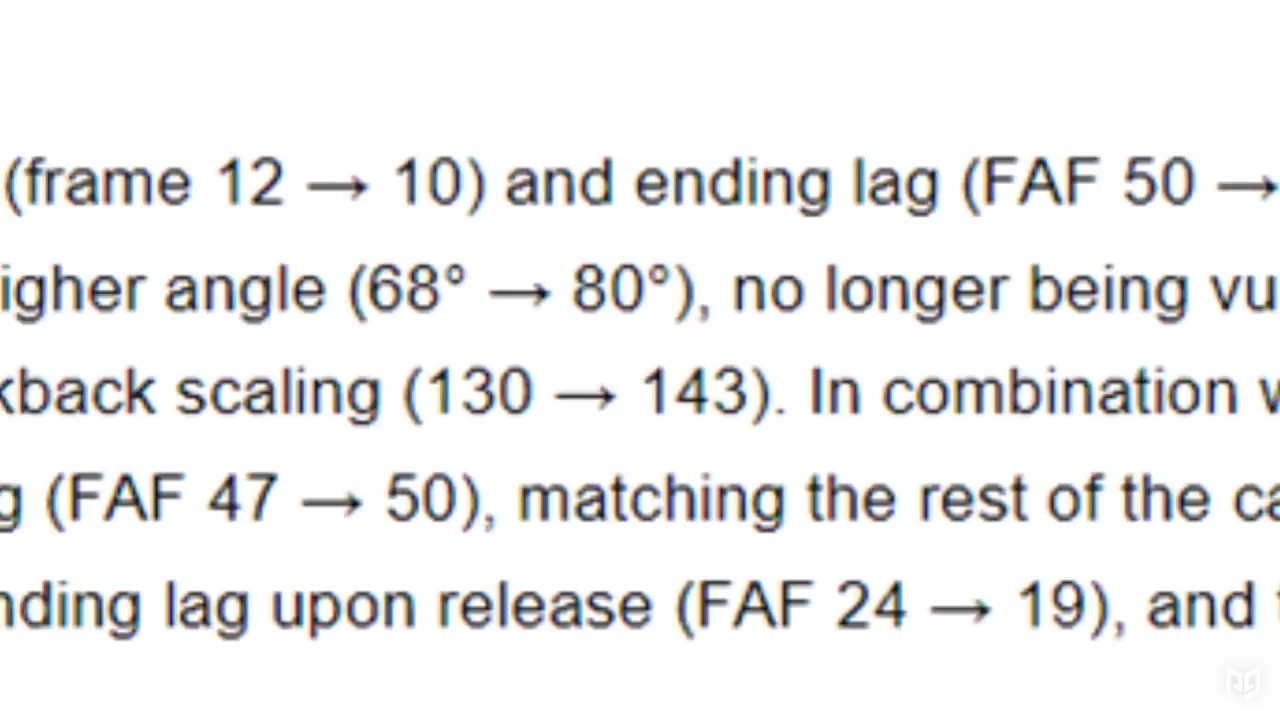 (frame 12 → 10) and ending lag (FAF 50 →
igher angle (68° → 80°), no longer being vu
kback scaling (130 → 143). In combination w
g (FAF 47 → 50), matching the rest of the ca
nding lag upon release (FAF 24 → 19), and